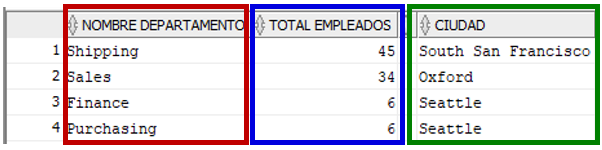 NOMBRE DEPARTAMENTO TOTAL EMPLEADOS CIUDAD
1 Shipping 45 South San Francisco
2 Sales 34 Oxford
3 Finance 6 Seattle
4 Purchasing 6 Seattle